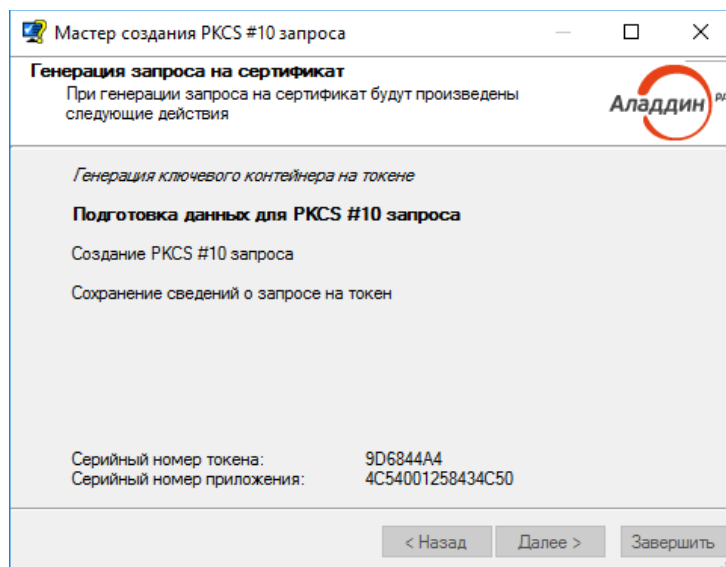 Мастер создания PKCS #10 запроса
Генерация запроса на сертификат
При генерации запроса на сертификат будут произведены
следующие действия
Аладдин
Генерация ключевого контейнера на токене
Подготовка данных для PKCS #10 запроса
Создание PKCS #10 запроса
Сохранение сведений о запросе на токен
Серийный номер токена: 9D6844A4
Серийный номер приложения: 4C54001258434C50
< Назад Далее > Завершить